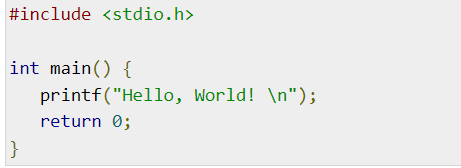 #include <stdio.h>
int main() {
printf("Hello, World! \n");
return 0;
}